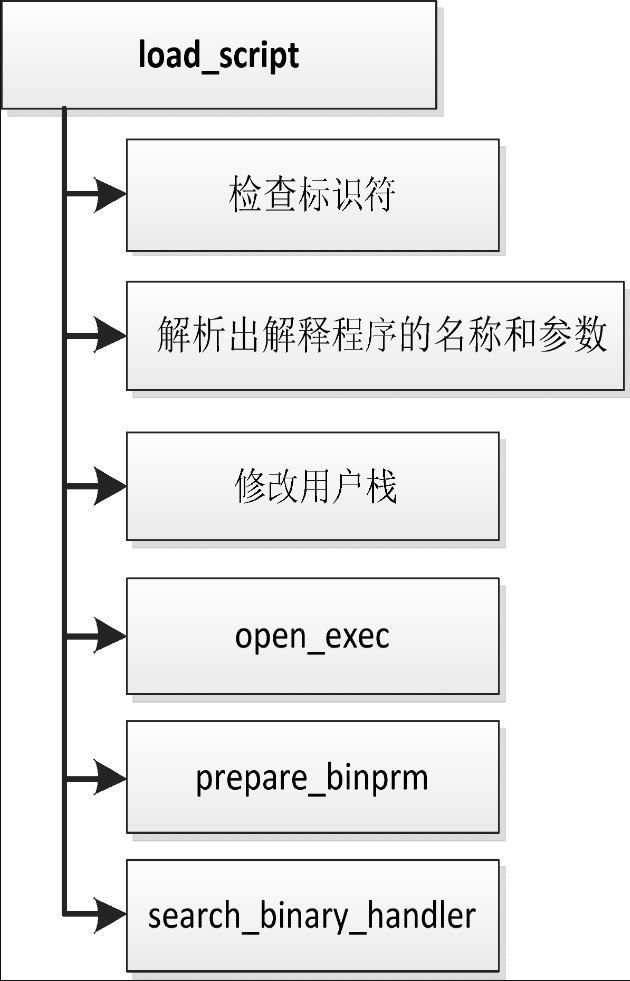 load_script
检查标识符
解析出解释程序的名称和参数
修改用户栈
open_exec
prepare_binprm
search_binary_handler